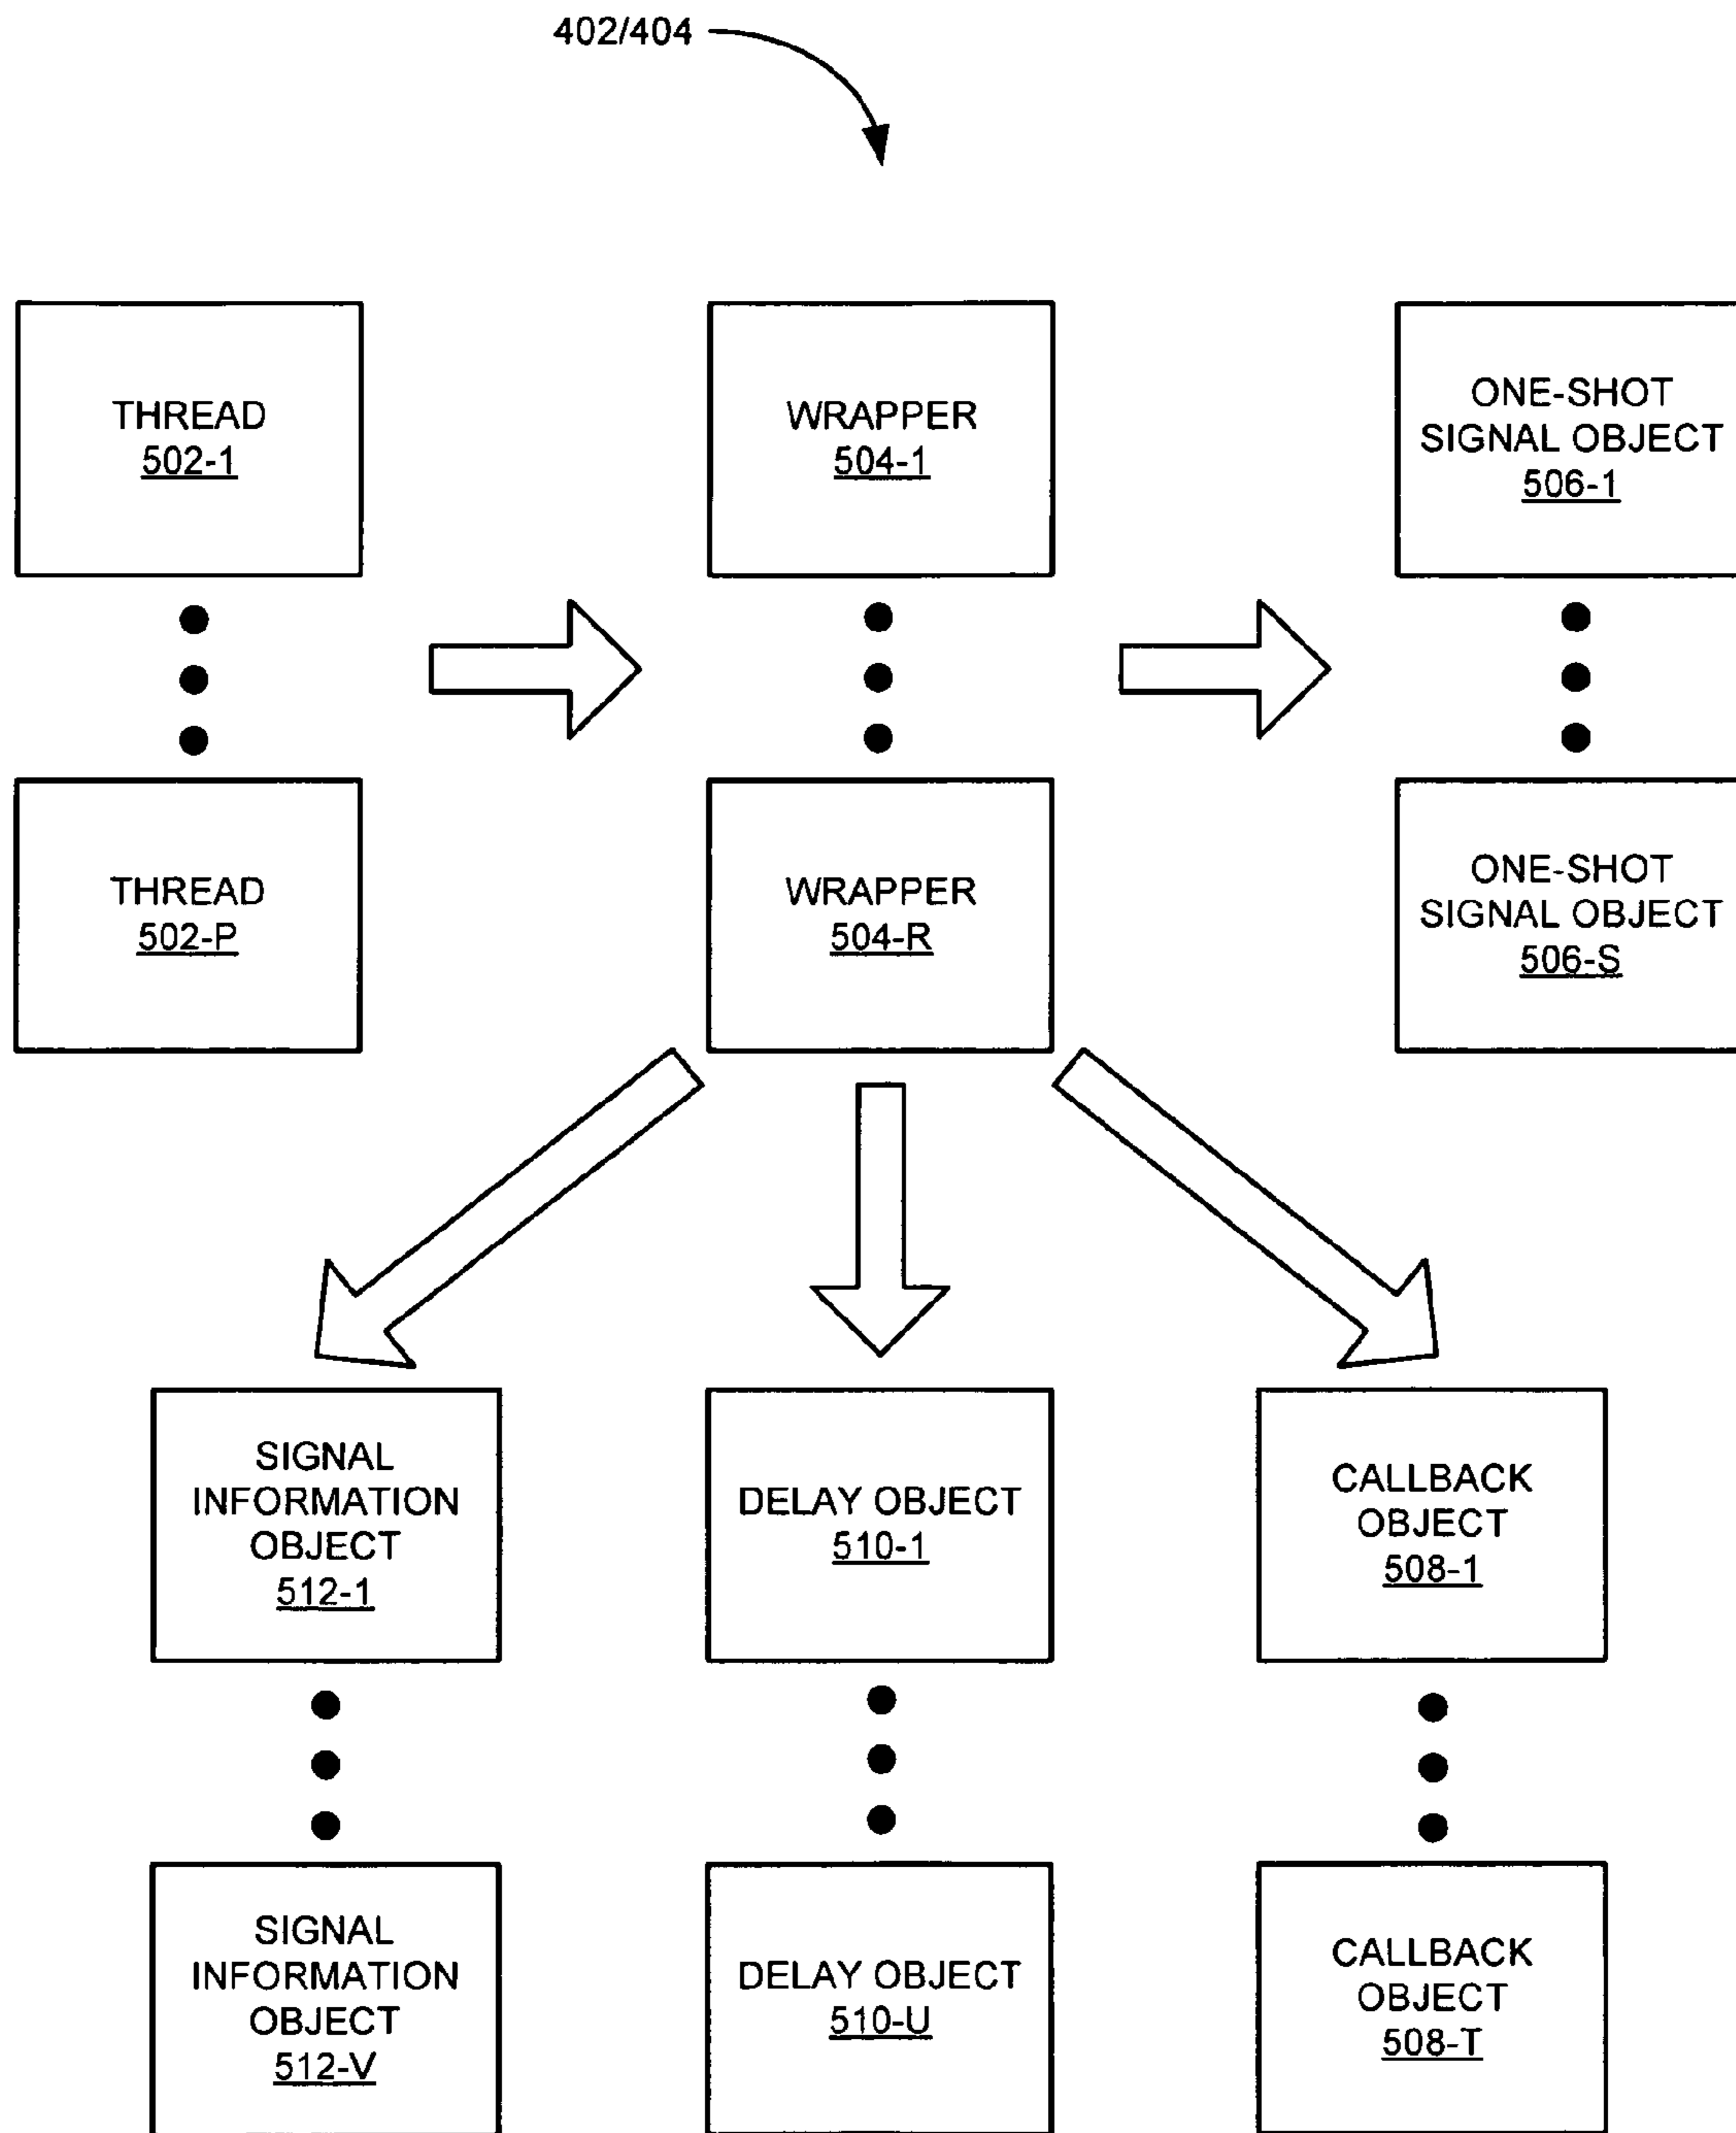 402/404
THREAD
502-1
WRAPPER
504-1
ONE-SHOT
SIGNAL OBJECT
506-1
THREAD
502-P
WRAPPER
504-R
ONE-SHOT
SIGNAL OBJECT
506-S
SIGNAL
INFORMATION
OBJECT
512-1
DELAY OBJECT
510-1
CALLBACK
OBJECT
508-1
SIGNAL
INFORMATION
OBJECT
512-V
DELAY OBJECT
510-U
CALLBACK
OBJECT
508-T